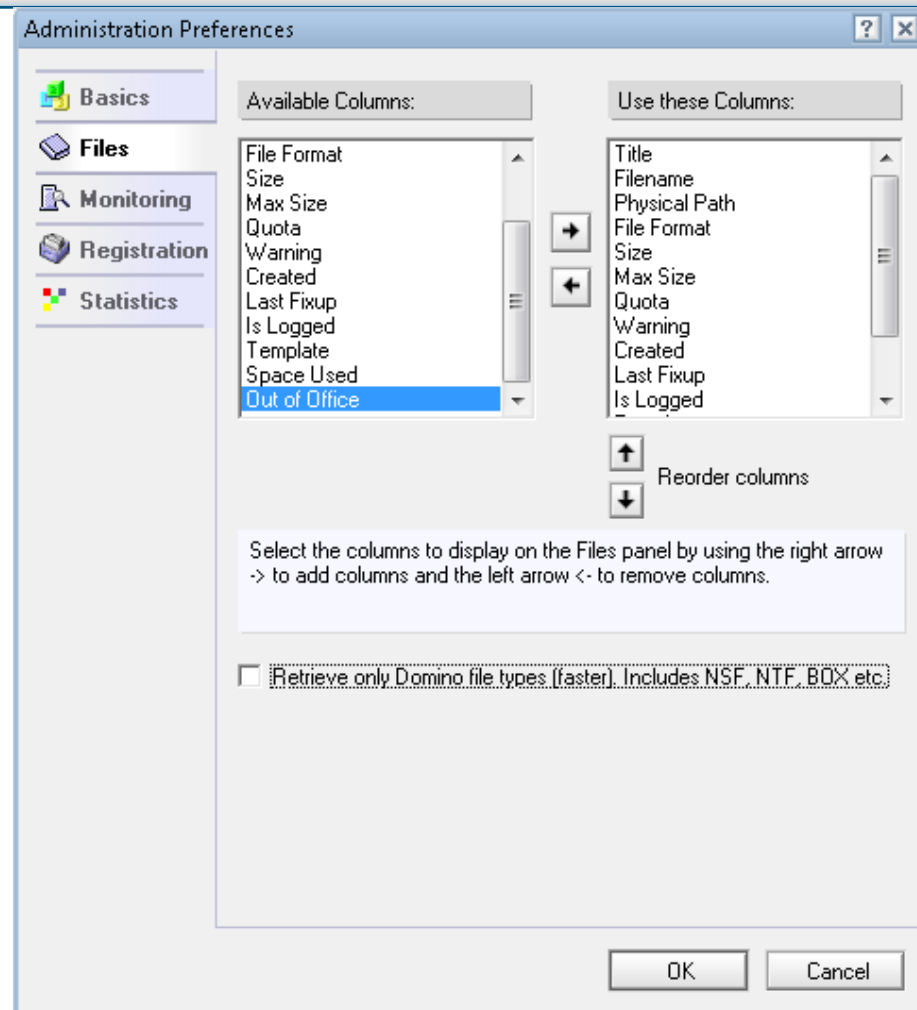 Administration Preferences
Basics
Files
Monitoring
Registration
Statistics
Available Columns:
File Format
Size
Max Size
Quota
Warning
Created
Last Fixup
Is Logged
Template
Space Used
Out of Office
Use these Columns:
Title
Filename
Physical Path
File Format
Size
Max Size
Quota
Warning
Created
Last Fixup
Is Logged
Reorder columns
Select the columns to display on the Files panel by using the right arrow
-> to add columns and the left arrow <- to remove columns.
Retrieve only Domino file types (faster). Includes NSF, NTF, BOX etc.
OK
Cancel